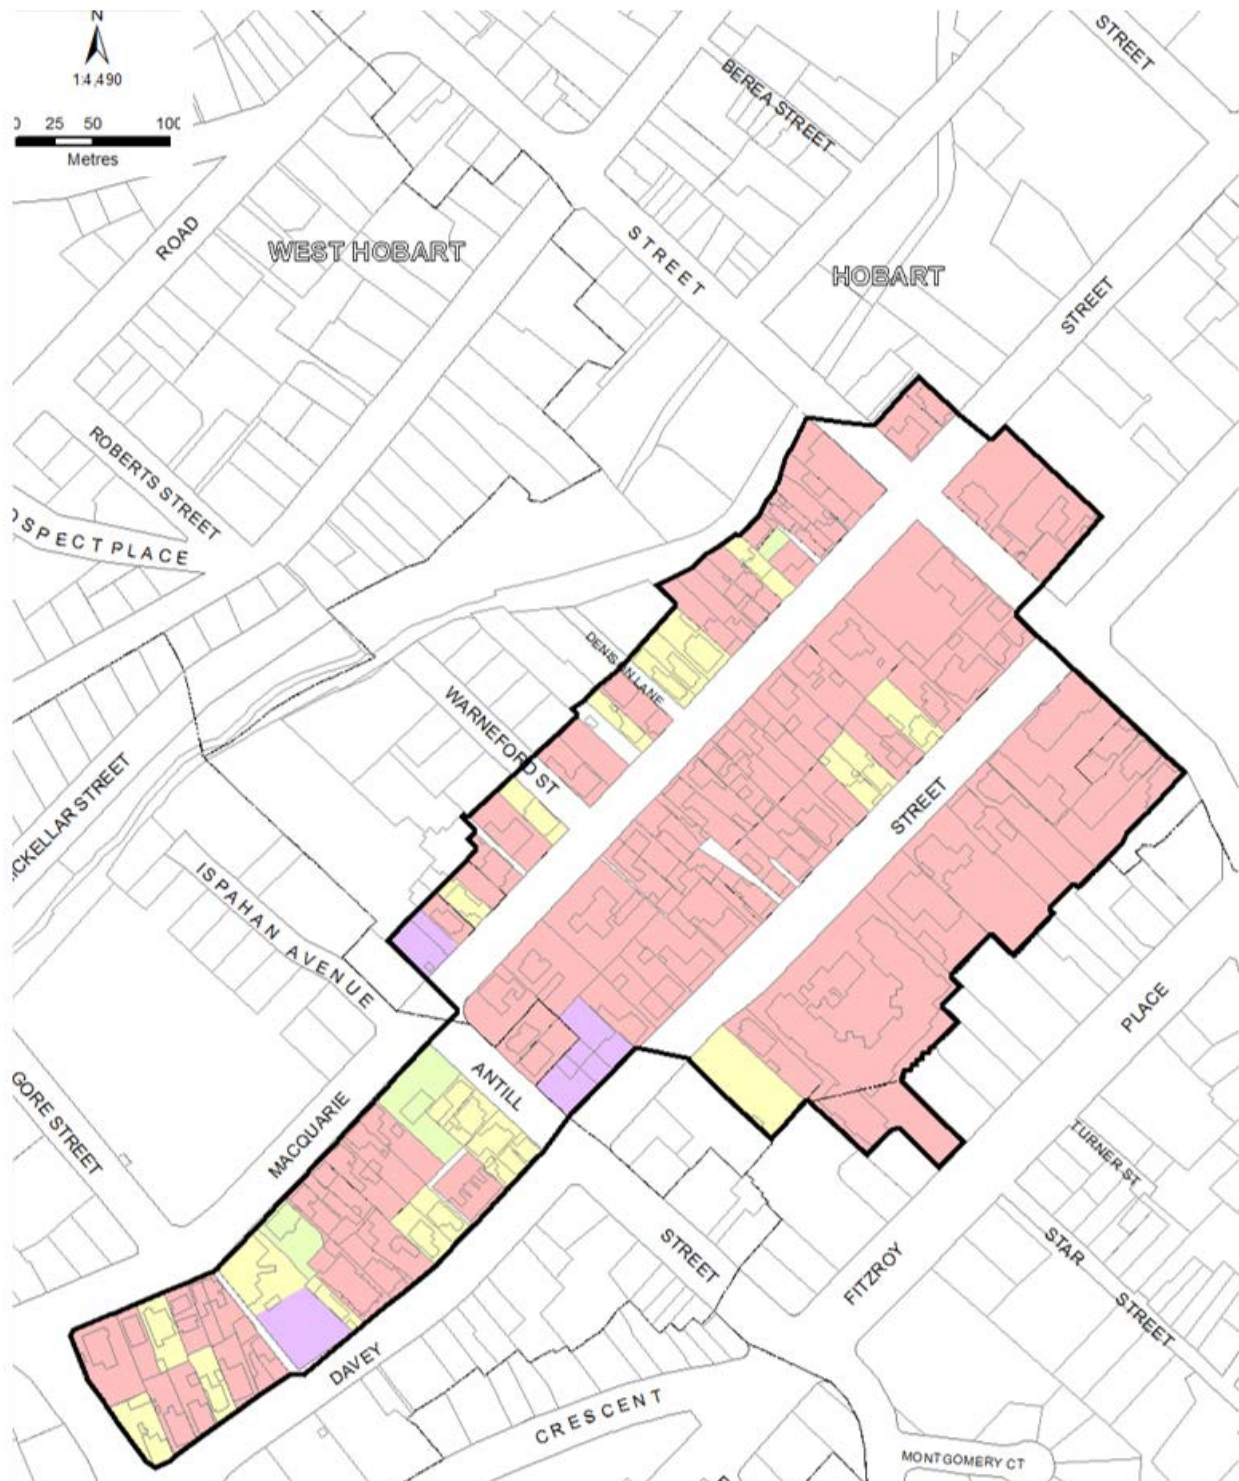 N
1:4,490
0 25 50 100
Metres
STREET
BEREA STREET
ROAD
WEST HOBART
STREET
HOBART
STREET
ROBERTS STREET
OSPECT PLACE
DENISON LANE
WARNEFORD ST
CKELLAR STREET
STREET
ISPAHAN AVENUE
PLACE
ANTILL
GORE STREET
MACQUARIE
TURNER ST
STREET
STAR
FITZROY
STREET
DAVEY
CRESCENT
MONTGOMERY CT